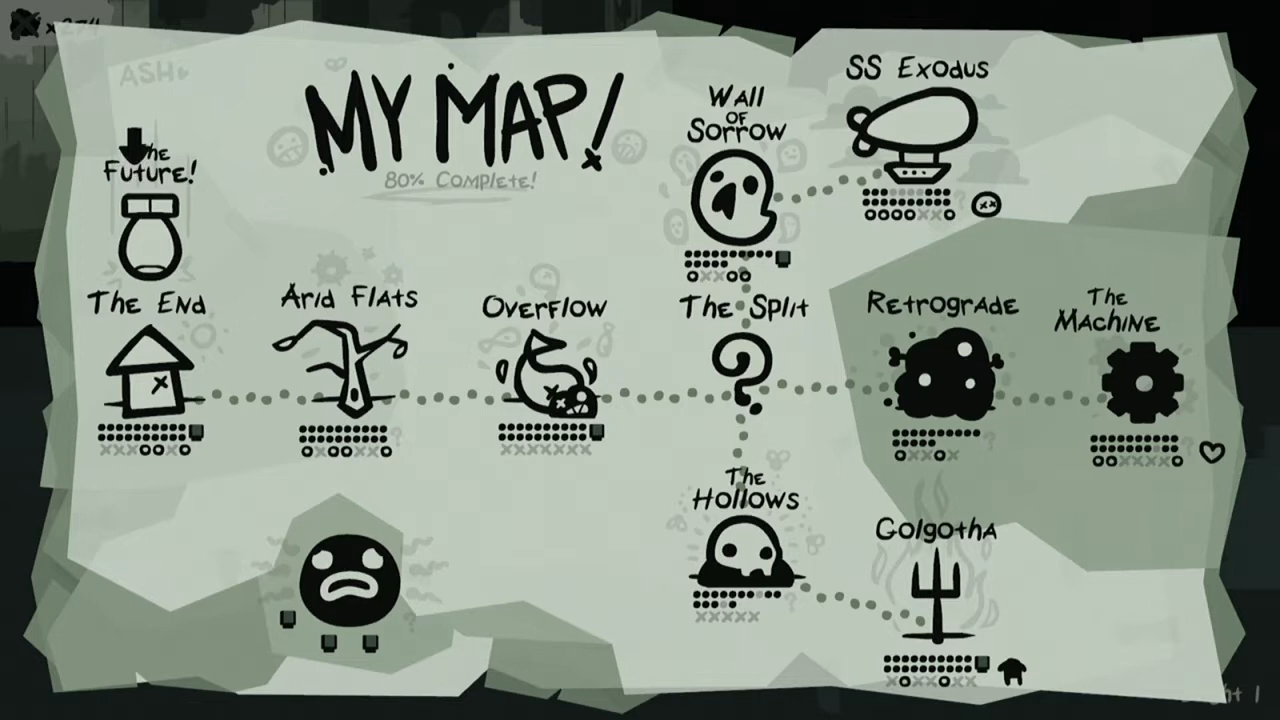 ASH
MY MAP!
80% COMPLETE!
THE
FUTURE!
WALL
OF
SORROW
SS EXODUS
THE END
ARID FLATS
OVERFLOW
THE SPLIT
RETROGRADE
THE
MACHINE
THE
HOLLOWS
GOLGOTHA